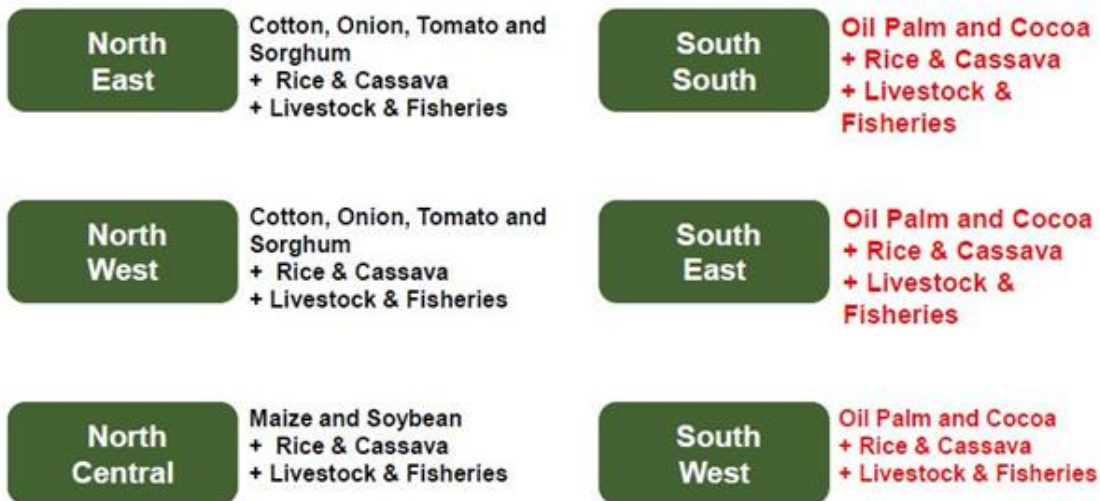 North
East
Cotton, Onion, Tomato and
Sorghum
+ Rice & Cassava
+ Livestock & Fisheries
South
South
Oil Palm and Cocoa
+ Rice & Cassava
+ Livestock &
Fisheries
North
West
Cotton, Onion, Tomato and
Sorghum
+ Rice & Cassava
+ Livestock & Fisheries
South
East
Oil Palm and Cocoa
+ Rice & Cassava
+ Livestock &
Fisheries
North
Central
Maize and Soybean
+ Rice & Cassava
+ Livestock & Fisheries
South
West
Oil Palm and Cocoa
+ Rice & Cassava
+ Livestock & Fisheries